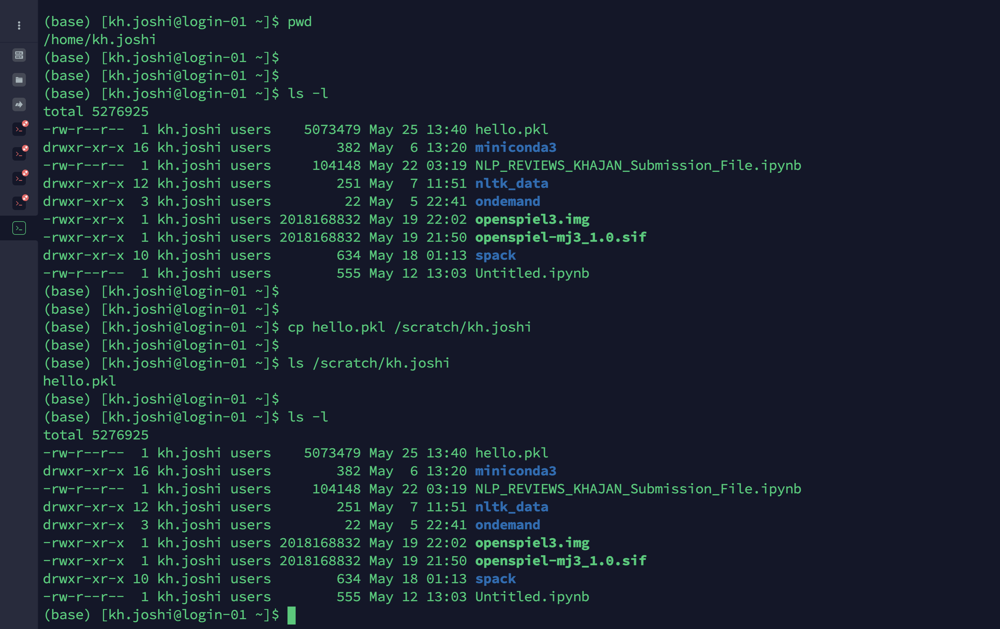 (base) [kh.joshi@login-01 ~]$ pwd
/home/kh.joshi
(base) [kh.joshi@login-01 ~]$
(base) [kh.joshi@login-01 ~]$
(base) [kh.joshi@login-01 ~]$ ls -l
total 5276925
-rw-r--r--  1 kh.joshi users    5073479 May 25 13:40 hello.pkl
drwxr-xr-x 16 kh.joshi users        382 May  6 13:20 miniconda3
-rw-r--r--  1 kh.joshi users     104148 May 22 03:19 NLP_REVIEWS_KHAJAN_Submission_File.ipynb
drwxr-xr-x 12 kh.joshi users        251 May  7 11:51 nltk_data
drwxr-xr-x  3 kh.joshi users         22 May  5 22:41 ondemand
-rwxr-xr-x  1 kh.joshi users 2018168832 May 19 22:02 openspiel3.img
-rwxr-xr-x  1 kh.joshi users 2018168832 May 19 21:50 openspiel-mj3_1.0.sif
drwxr-xr-x 10 kh.joshi users        634 May 18 01:13 spack
-rw-r--r--  1 kh.joshi users        555 May 12 13:03 Untitled.ipynb
(base) [kh.joshi@login-01 ~]$
(base) [kh.joshi@login-01 ~]$
(base) [kh.joshi@login-01 ~]$ cp hello.pkl /scratch/kh.joshi
(base) [kh.joshi@login-01 ~]$
(base) [kh.joshi@login-01 ~]$ ls /scratch/kh.joshi
hello.pkl
(base) [kh.joshi@login-01 ~]$
(base) [kh.joshi@login-01 ~]$ ls -l
total 5276925
-rw-r--r--  1 kh.joshi users    5073479 May 25 13:40 hello.pkl
drwxr-xr-x 16 kh.joshi users        382 May  6 13:20 miniconda3
-rw-r--r--  1 kh.joshi users     104148 May 22 03:19 NLP_REVIEWS_KHAJAN_Submission_File.ipynb
drwxr-xr-x 12 kh.joshi users        251 May  7 11:51 nltk_data
drwxr-xr-x  3 kh.joshi users         22 May  5 22:41 ondemand
-rwxr-xr-x  1 kh.joshi users 2018168832 May 19 22:02 openspiel3.img
-rwxr-xr-x  1 kh.joshi users 2018168832 May 19 21:50 openspiel-mj3_1.0.sif
drwxr-xr-x 10 kh.joshi users        634 May 18 01:13 spack
-rw-r--r--  1 kh.joshi users        555 May 12 13:03 Untitled.ipynb
(base) [kh.joshi@login-01 ~]$